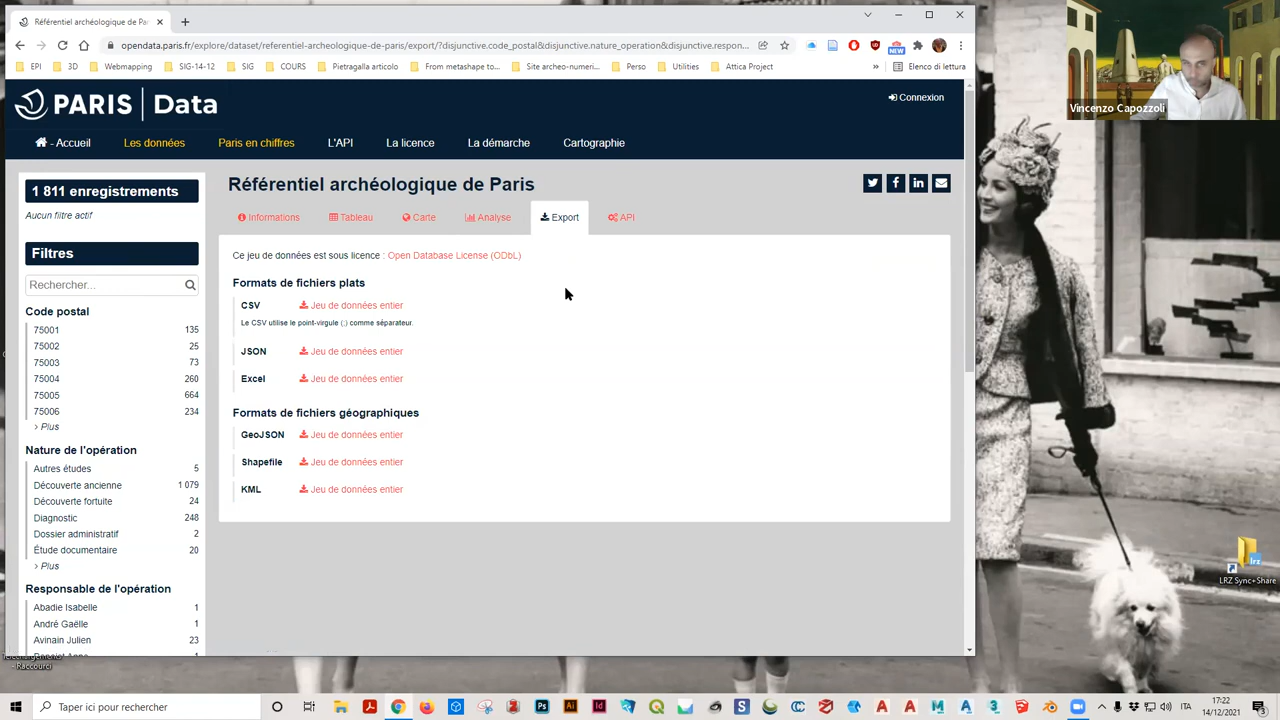 Référentiel archéologique de Pa
opendata.paris.fr/explore/dataset/referentiel-archeologique-de-paris/export/?disjunctive.code_postal&disjunctive.nature_operation&disjunctive.respon...
NEW
EPI 3D Webmapping SIG-14-12 SIG COURS Pietragalla articolo From metashape to... Site archeo-numeri... Perso Utilities Attica Project » Elenco di lettura
Vincenzo Capozzoli
PARIS | Data
Connexion
- Accueil Les données Paris en chiffres L'API La licence La démarche Cartographie
1 811 enregistrements
Aucun filtre actif
Filtres
Rechercher...
Code postal
75001 135
75002 25
75003 73
75004 260
75005 664
75006 234
> Plus
Nature de l'opération
Autres études 5
Découverte ancienne 1 079
Découverte fortuite 24
Diagnostic 248
Dossier administratif 2
Étude documentaire 20
> Plus
Responsable de l'opération
Abadie Isabelle 1
André Gaëlle 1
Avinain Julien 23
Référentiel archéologique de Paris
Informations Tableau Carte Analyse Export API
Ce jeu de données est sous licence : Open Database License (ODbL)
Formats de fichiers plats
CSV Jeu de données entier
Le CSV utilise le point-virgule (;) comme séparateur.
JSON Jeu de données entier
Excel Jeu de données entier
Formats de fichiers géographiques
GeoJSON Jeu de données entier
Shapefile Jeu de données entier
KML Jeu de données entier
lrz
LRZ Sync+Share
- Raccourci
Taper ici pour rechercher
Ps Ai Id
ITA
17:22
14/12/2021
3